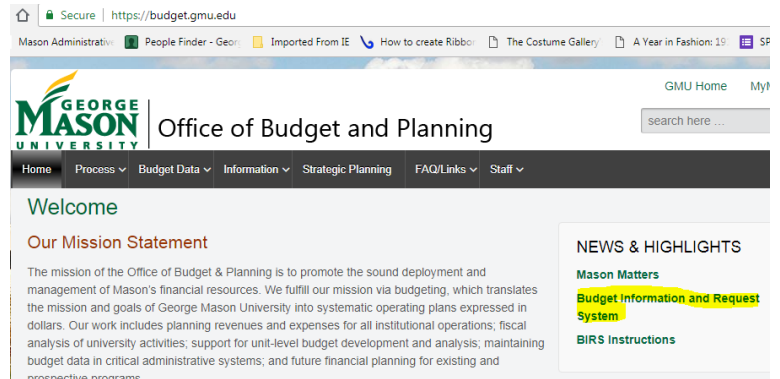 Secure | https://budget.gmu.edu
Mason Administrative People Finder - Geor Imported From IE How to create Ribbo The Costume Gallery A Year in Fashion: 19 SP
GEORGE
MASON
UNIVERSITY
Office of Budget and Planning
GMU Home MyM
search here ...
Home Process Budget Data Information Strategic Planning FAQ/Links Staff
Welcome
Our Mission Statement
The mission of the Office of Budget & Planning is to promote the sound deployment and
management of Mason's financial resources. We fulfill our mission via budgeting, which translates
the mission and goals of George Mason University into systematic operating plans expressed in
dollars. Our work includes planning revenues and expenses for all institutional operations; fiscal
analysis of university activities; support for unit-level budget development and analysis; maintaining
budget data in critical administrative systems; and future financial planning for existing and
prospective programs.
NEWS & HIGHLIGHTS
Mason Matters
Budget Information and Request
System
BIRS Instructions